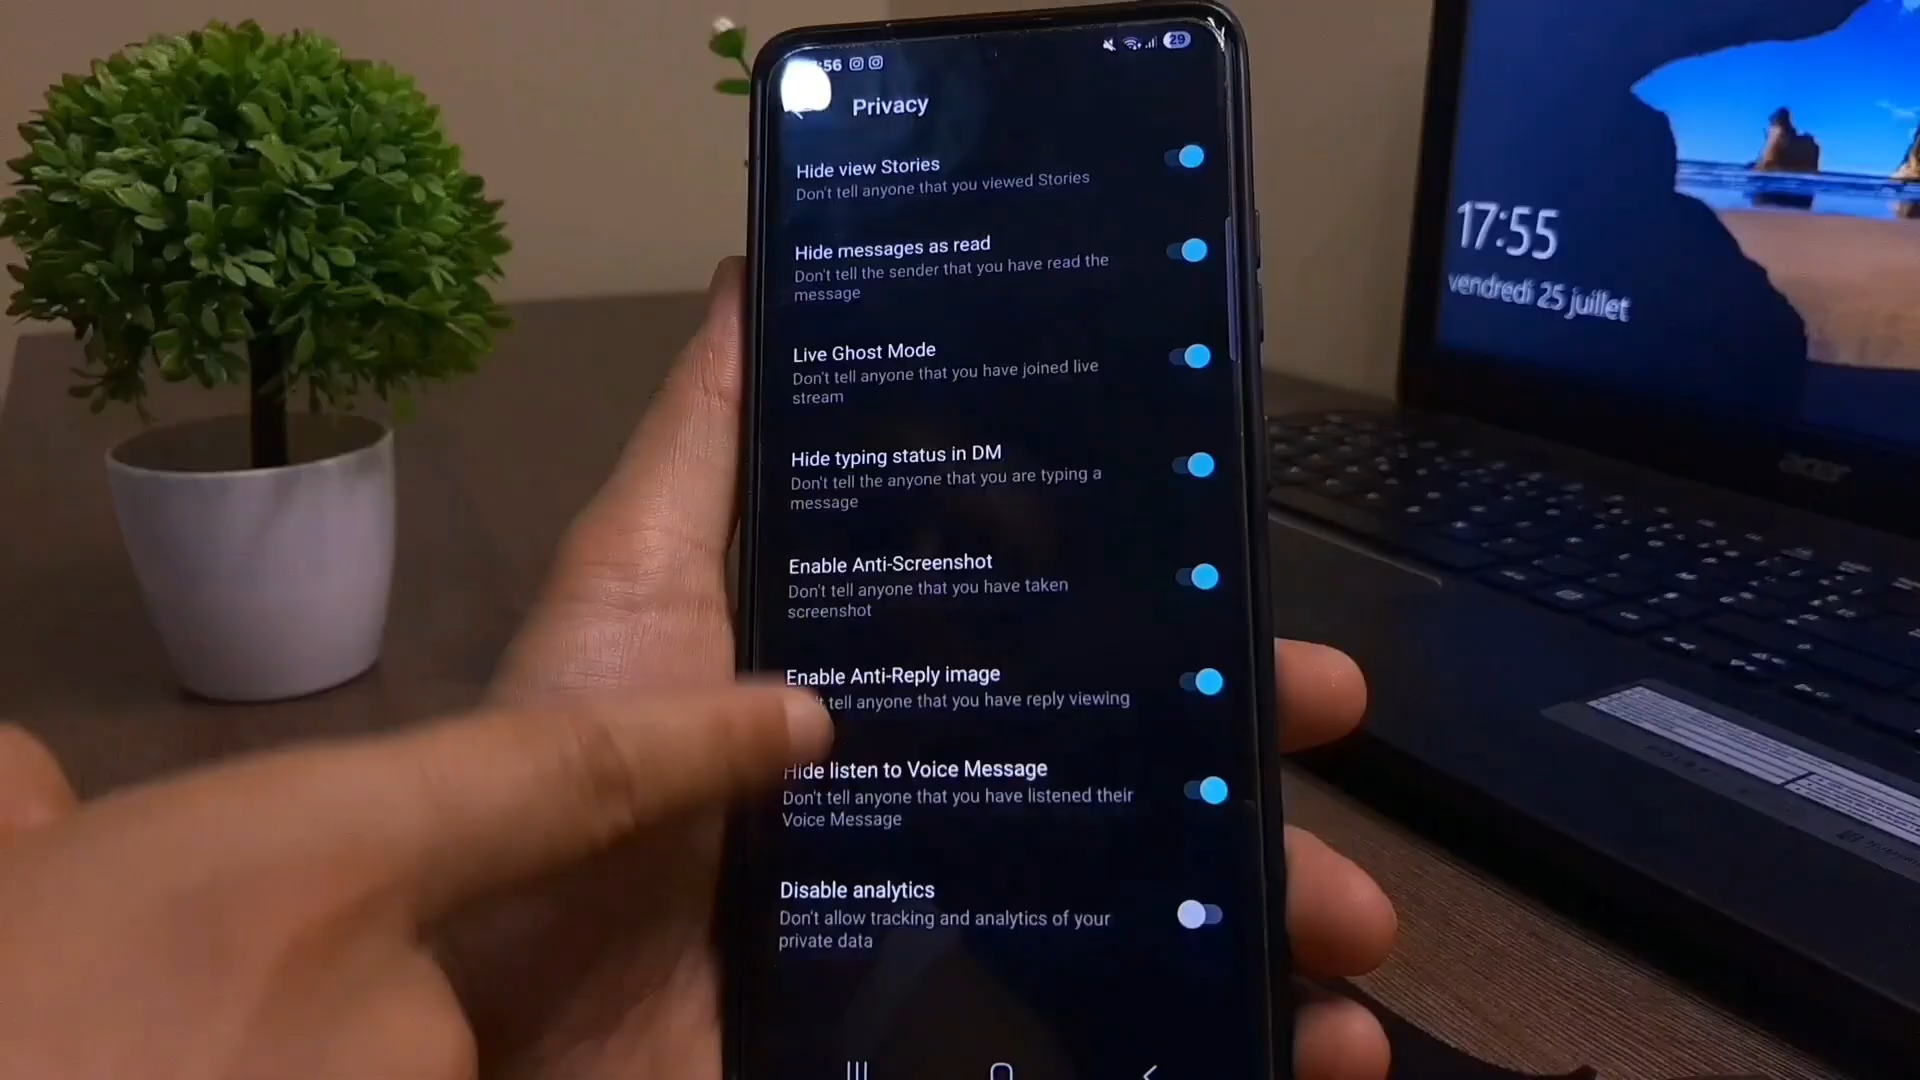 :56
29
Privacy
Hide view Stories
Don't tell anyone that you viewed Stories
Hide messages as read
Don't tell the sender that you have read the
message
Live Ghost Mode
Don't tell anyone that you have joined live
stream
Hide typing status in DM
Don't tell the anyone that you are typing a
message
Enable Anti-Screenshot
Don't tell anyone that you have taken
screenshot
Enable Anti-Reply image
tell anyone that you have reply viewing
Hide listen to Voice Message
Don't tell anyone that you have listened their
Voice Message
Disable analytics
Don't allow tracking and analytics of your
private data
17:55
vendredi 25 juillet
acer